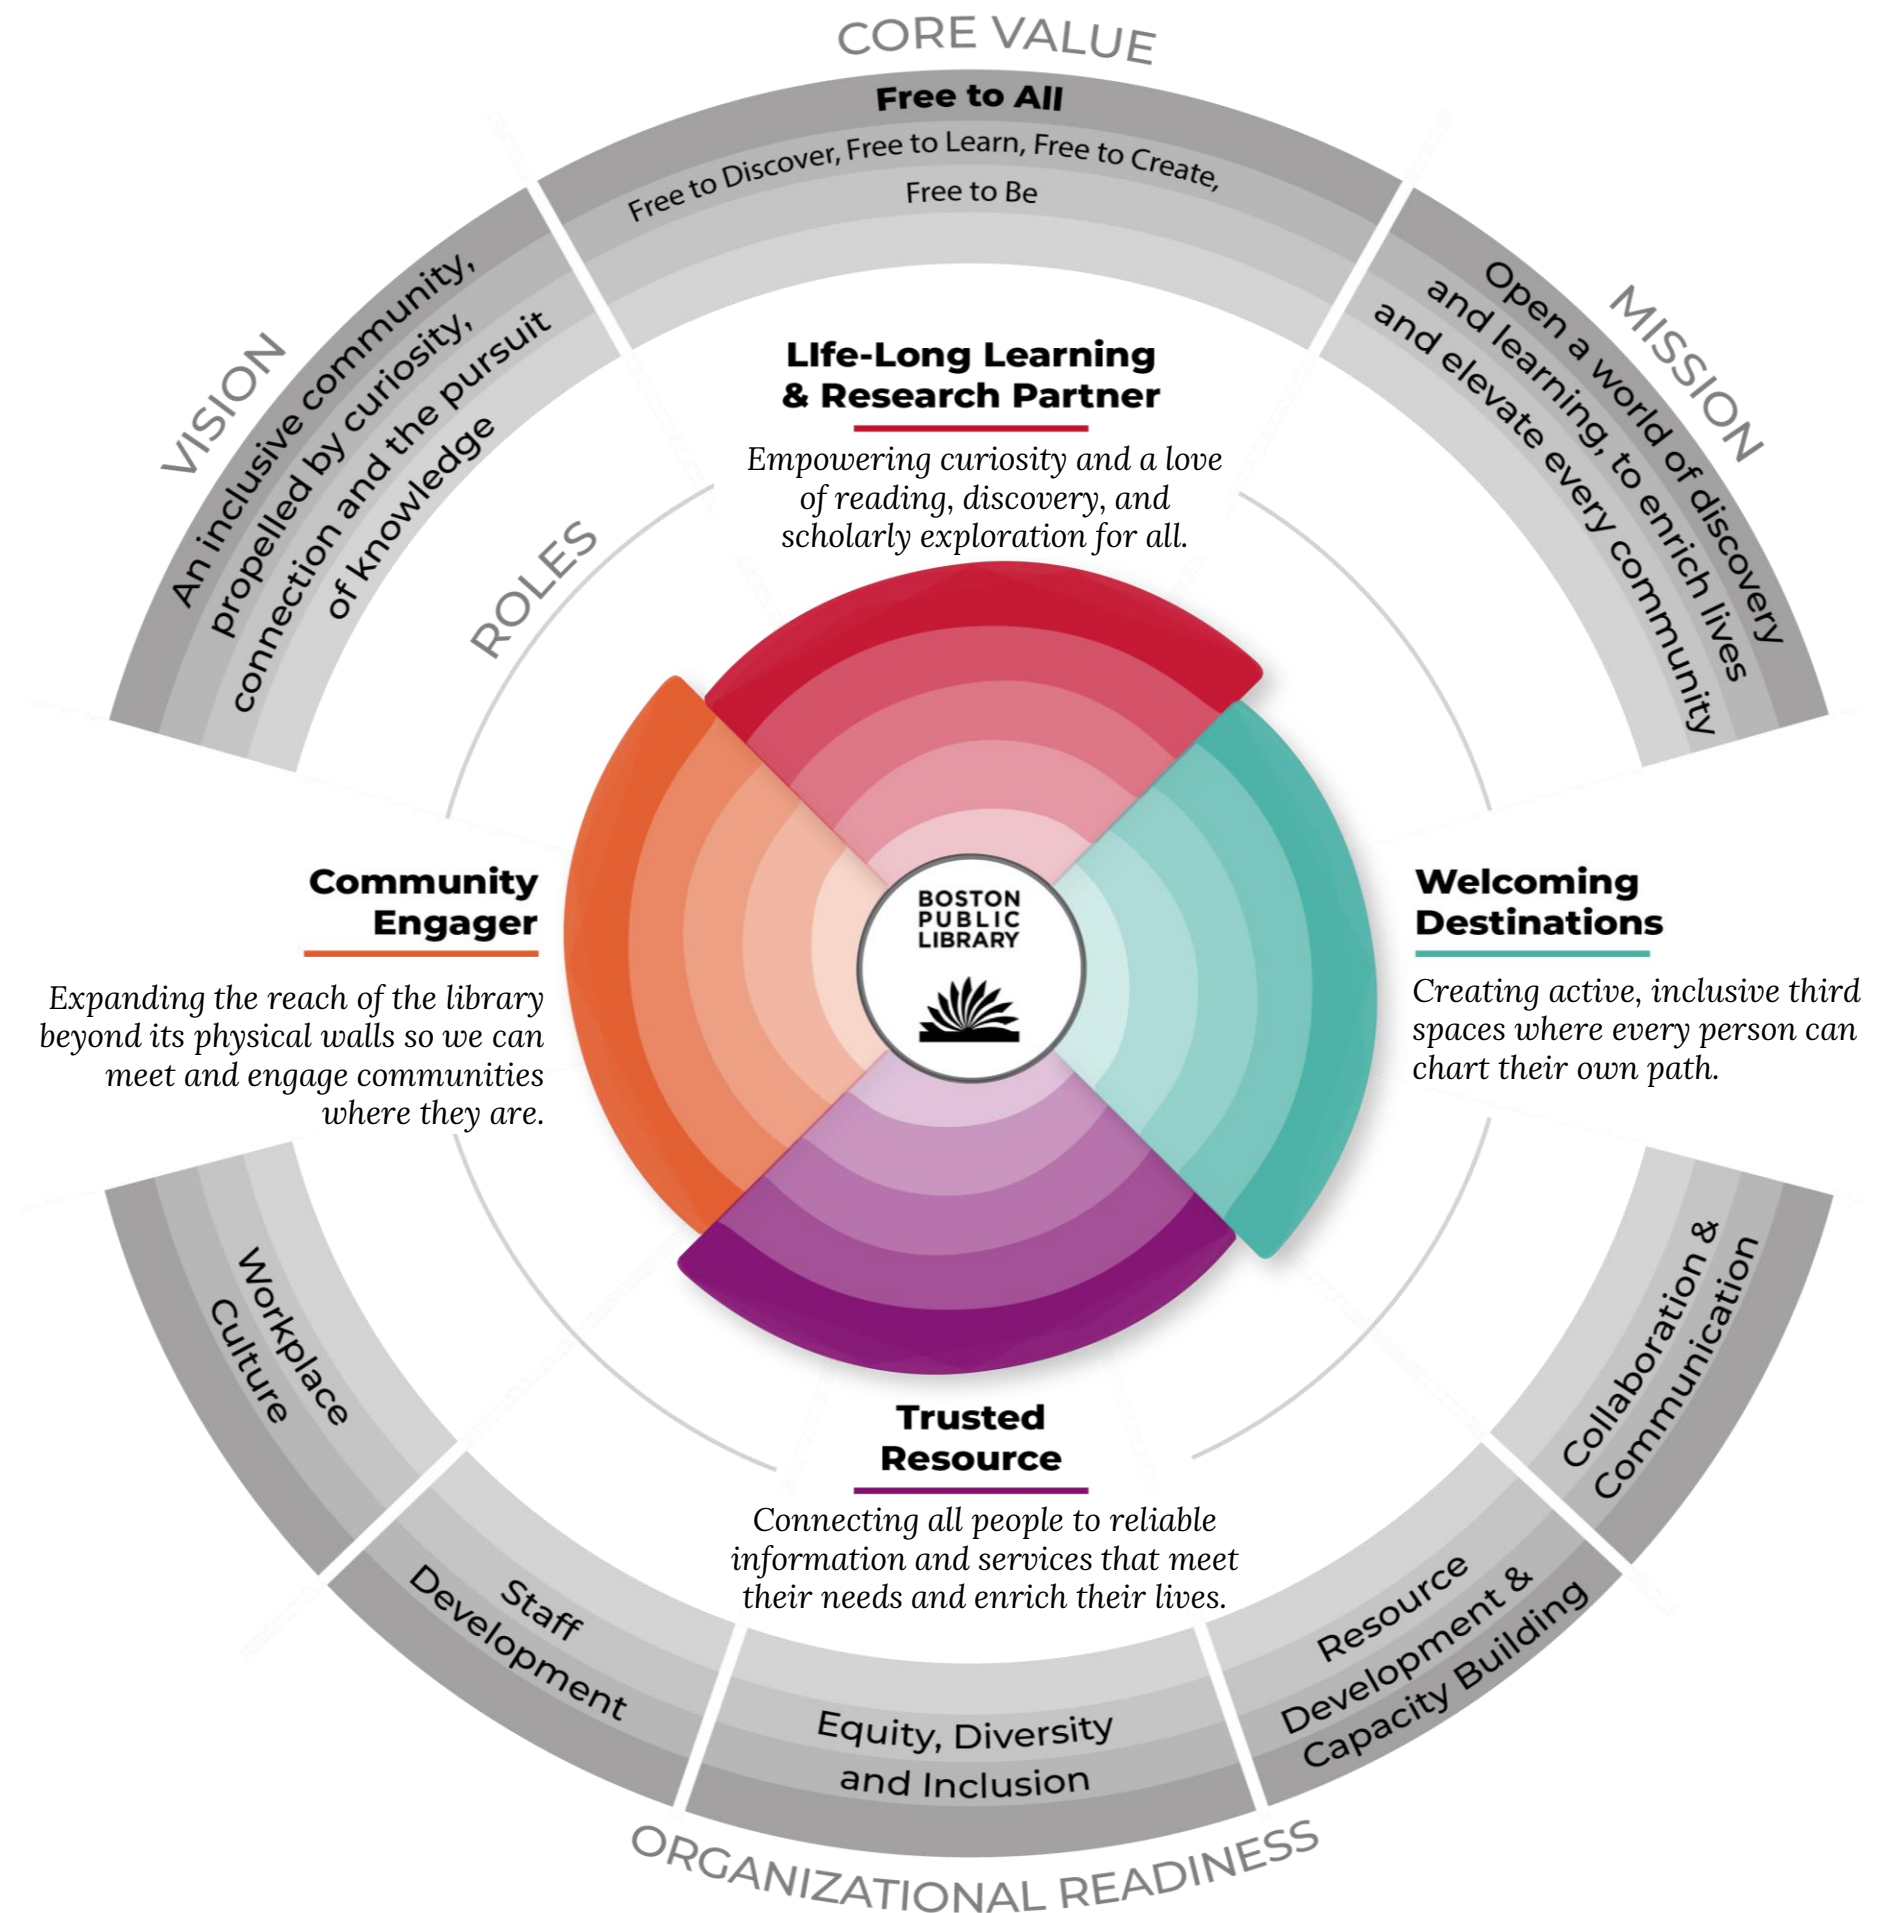 CORE VALUE
Free to All
Free to Discover, Free to Learn, Free to Create,
Free to Be
VISION
An inclusive community,
propelled by curiosity,
connection and the pursuit
of knowledge
MISSION
Open a world of discovery
and learning, to enrich lives
and elevate every community
ROLES
LIfe-Long Learning
& Research Partner
Empowering curiosity and a love
of reading, discovery, and
scholarly exploration for all.
Community
Engager
Expanding the reach of the library
beyond its physical walls so we can
meet and engage communities
where they are.
BOSTON
PUBLIC
LIBRARY
Welcoming
Destinations
Creating active, inclusive third
spaces where every person can
chart their own path.
Trusted
Resource
Connecting all people to reliable
information and services that meet
their needs and enrich their lives.
Workplace
Culture
Staff
Development
Equity, Diversity
and Inclusion
Resource
Development &
Capacity Building
Collaboration &
Communication
ORGANIZATIONAL READINESS